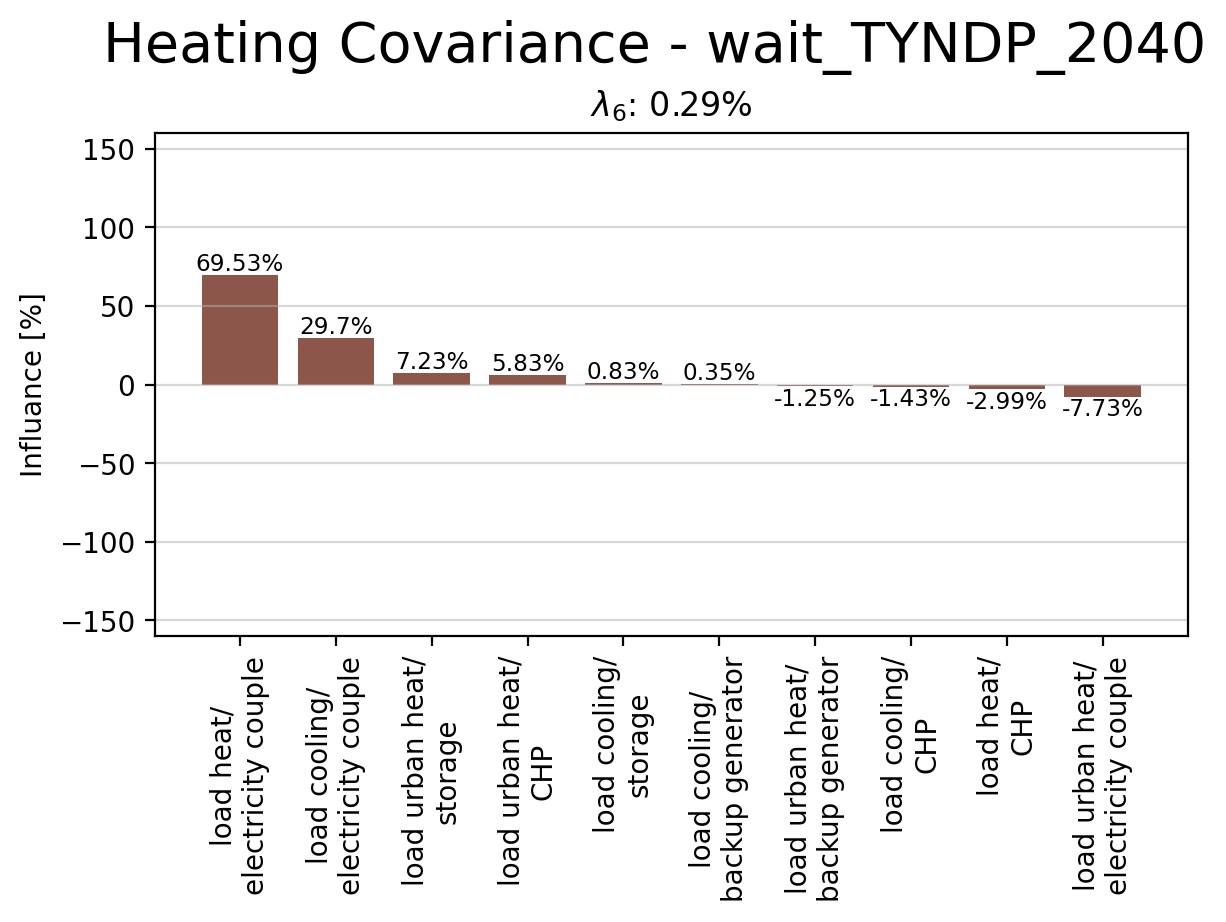 Heating Covariance - wait_TYNDP_2040
λ6: 0.29%
Influance [%]
150
100
50
0
−50
−100
−150
69.53%
29.7%
7.23%
5.83%
0.83%
0.35%
-1.25%
-1.43%
-2.99%
-7.73%
load heat/
electricity couple
load cooling/
electricity couple
load urban heat/
storage
load urban heat/
CHP
load cooling/
storage
load cooling/
backup generator
load urban heat/
backup generator
load cooling/
CHP
load heat/
CHP
load urban heat/
electricity couple